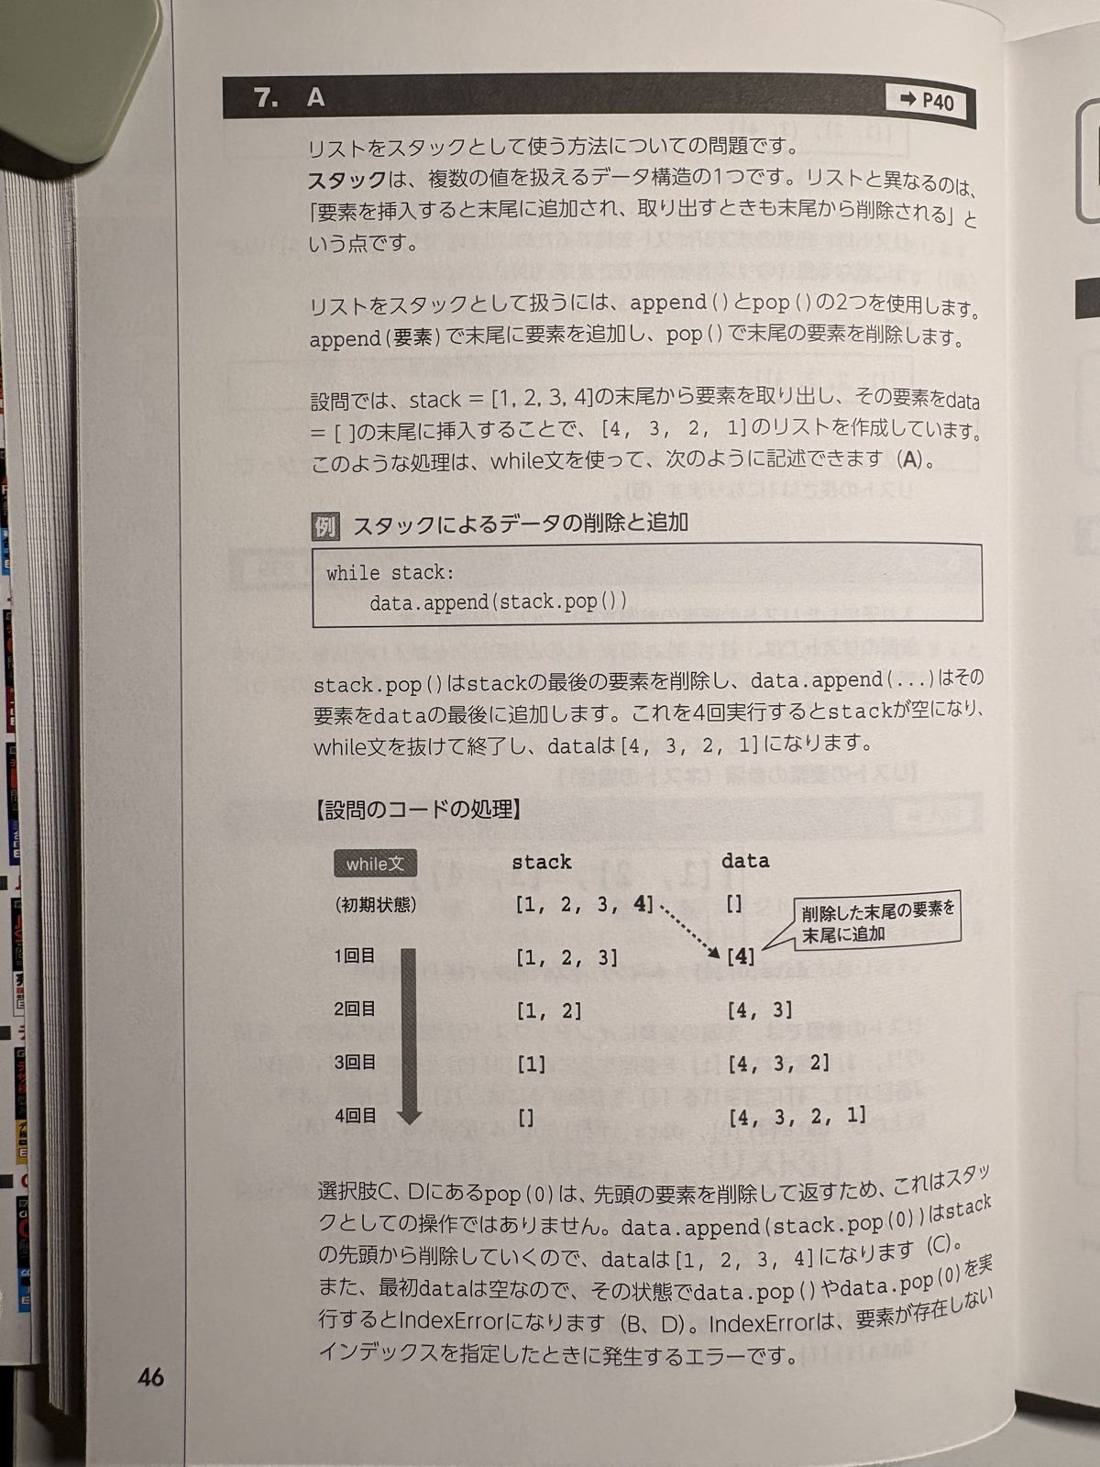 7. A
➡ P40
リストをスタックとして使う方法についての問題です。
スタックは、複数の値を扱えるデータ構造の1つです。リストと異なるのは、
「要素を挿入すると末尾に追加され、取り出すときも末尾から削除される」と
いう点です。
リストをスタックとして扱うには、append()とpop()の2つを使用します。
append(要素)で末尾に要素を追加し、pop()で末尾の要素を削除します。
設問では、stack = [1, 2, 3, 4]の末尾から要素を取り出し、その要素をdata
= [ ]の末尾に挿入することで、[4, 3, 2, 1]のリストを作成しています。
このような処理は、while文を使って、次のように記述できます（A）。
例 スタックによるデータの削除と追加
while stack:
    data.append(stack.pop())
stack.pop()はstackの最後の要素を削除し、data.append(...)はその
要素をdataの最後に追加します。これを4回実行するとstackが空になり、
while文を抜けて終了し、dataは[4, 3, 2, 1]になります。
【設問のコードの処理】
while文 stack data
（初期状態） [1, 2, 3, 4] []
削除した末尾の要素を
末尾に追加
1回目 [1, 2, 3] [4]
2回目 [1, 2] [4, 3]
3回目 [1] [4, 3, 2]
4回目 [] [4, 3, 2, 1]
選択肢C、Dにあるpop(0)は、先頭の要素を削除して返すため、これはスタッ
クとしての操作ではありません。data.append(stack.pop(0))はstack
の先頭から削除していくので、dataは[1, 2, 3, 4]になります（C）。
また、最初dataは空なので、その状態でdata.pop()やdata.pop(0)を実
行するとIndexErrorになります（B、D）。IndexErrorは、要素が存在しない
インデックスを指定したときに発生するエラーです。
46